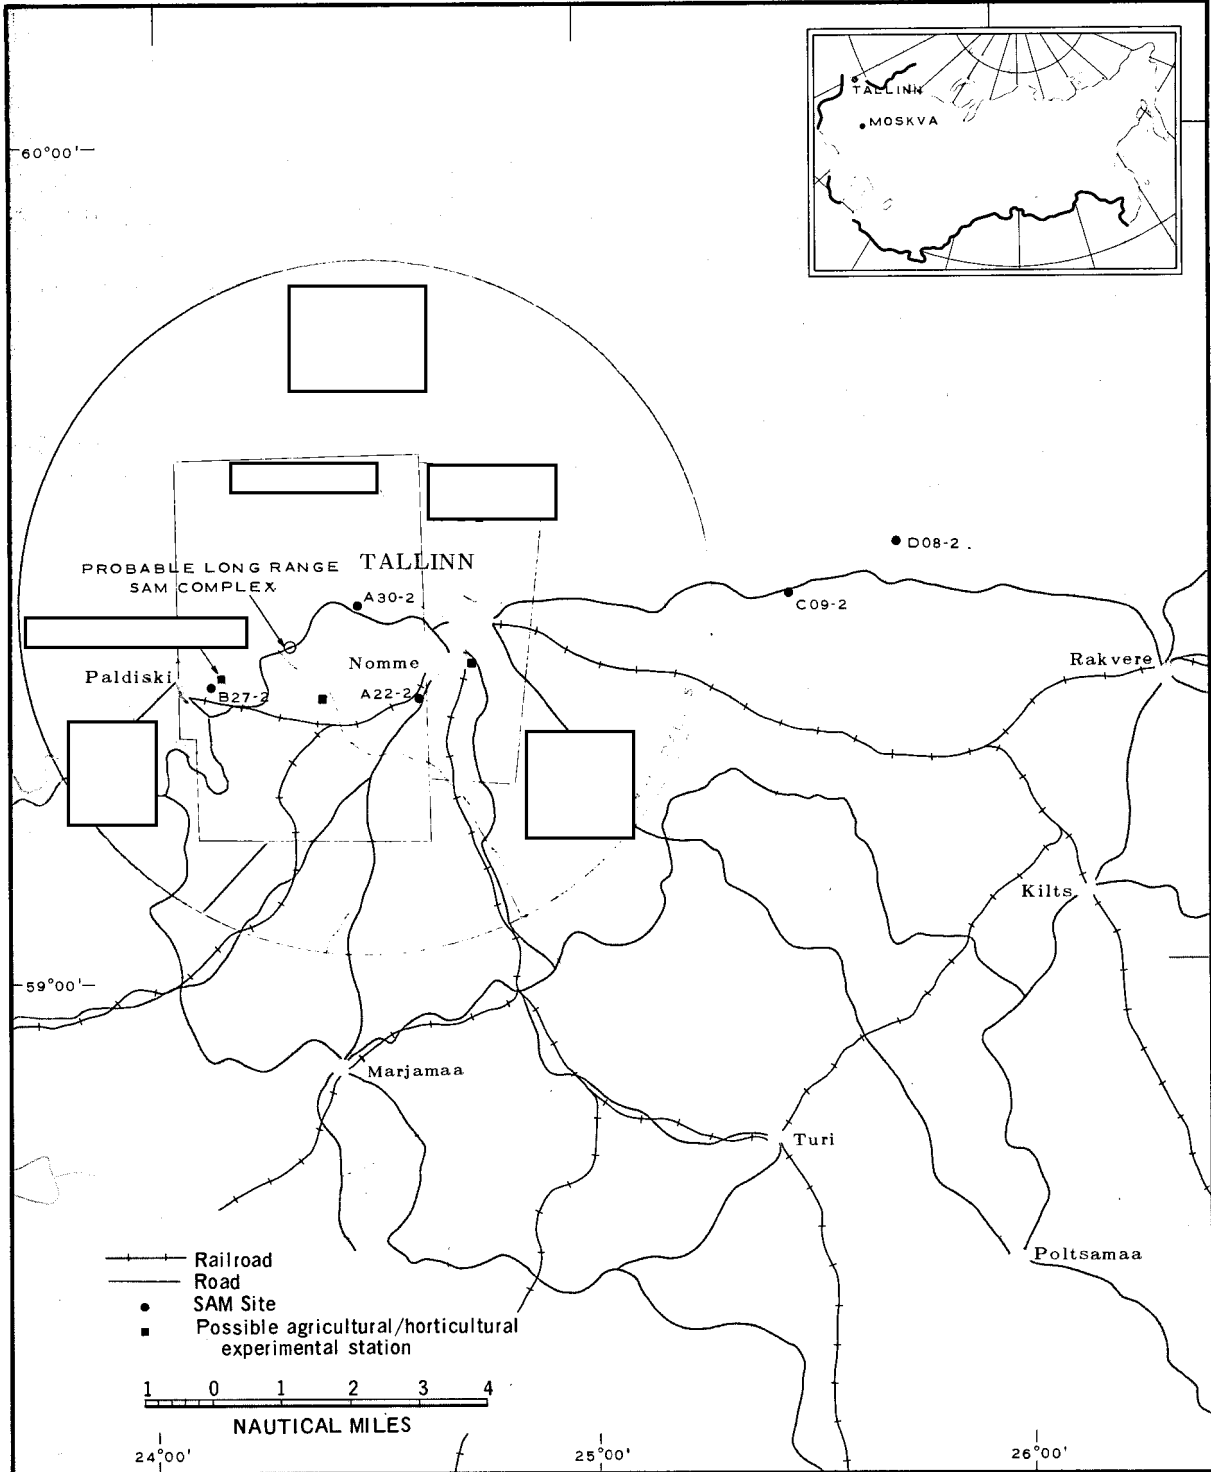 TALLINN
MOSKVA
60°00'
D08-2 .
TALLINN
PROBABLE LONG RANGE
SAM COMPLEX
A30-2
C09-2
Nomme
Rakvere
Paldiski
B27-2
A22-2
Kilts
59°00'
Marjamaa
Turi
Poltsamaa
Railroad
Road
SAM Site
Possible agricultural/horticultural
experimental station
1 0 1 2 3 4
NAUTICAL MILES
24°00'
25°00'
26°00'